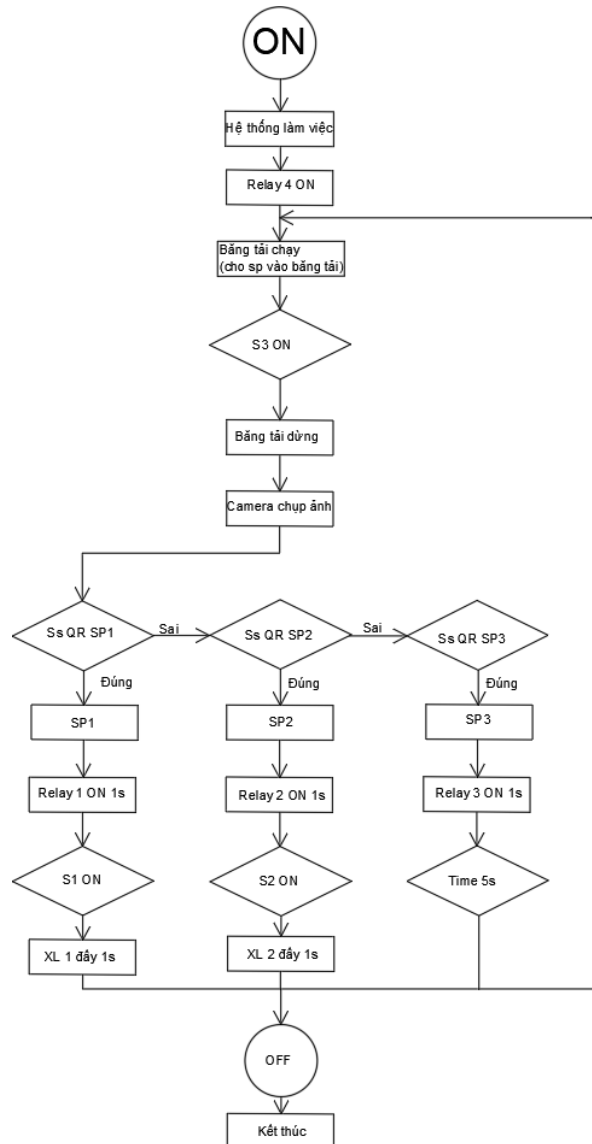 ON
Hệ thống làm việc
Relay 4 ON
Băng tải chạy
(cho sp vào băng tải)
S3 ON
Băng tải dừng
Camera chụp ảnh
Ss QR SP1
Sai
Ss QR SP2
Sai
Ss QR SP3
Đúng
Đúng
Đúng
SP1
SP2
SP3
Relay 1 ON 1s
Relay 2 ON 1s
Relay 3 ON 1s
S1 ON
S2 ON
Time 5s
XL 1 đẩy 1s
XL 2 đẩy 1s
OFF
Kết thúc